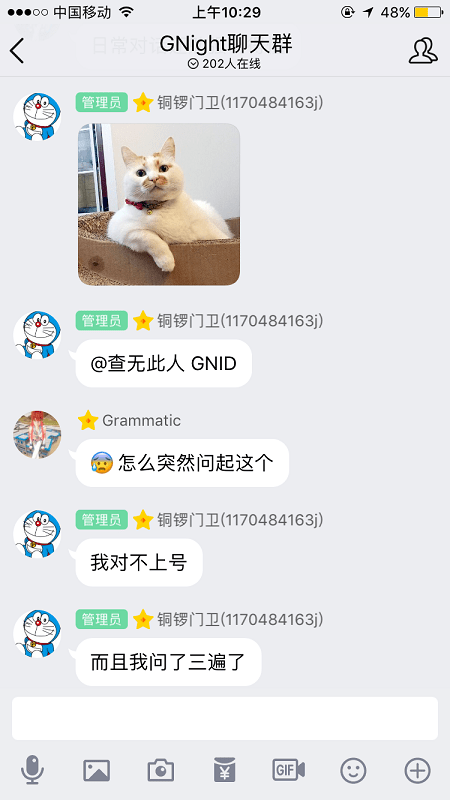 中国移动 上午10:29 48%
日常对
GNight聊天群
202人在线
管理员 铜锣门卫(1170484163j)
管理员 铜锣门卫(1170484163j)
@查无此人 GNID
Grammatic
😰怎么突然问起这个
管理员 铜锣门卫(1170484163j)
我对不上号
管理员 铜锣门卫(1170484163j)
而且我问了三遍了
¥
GIF